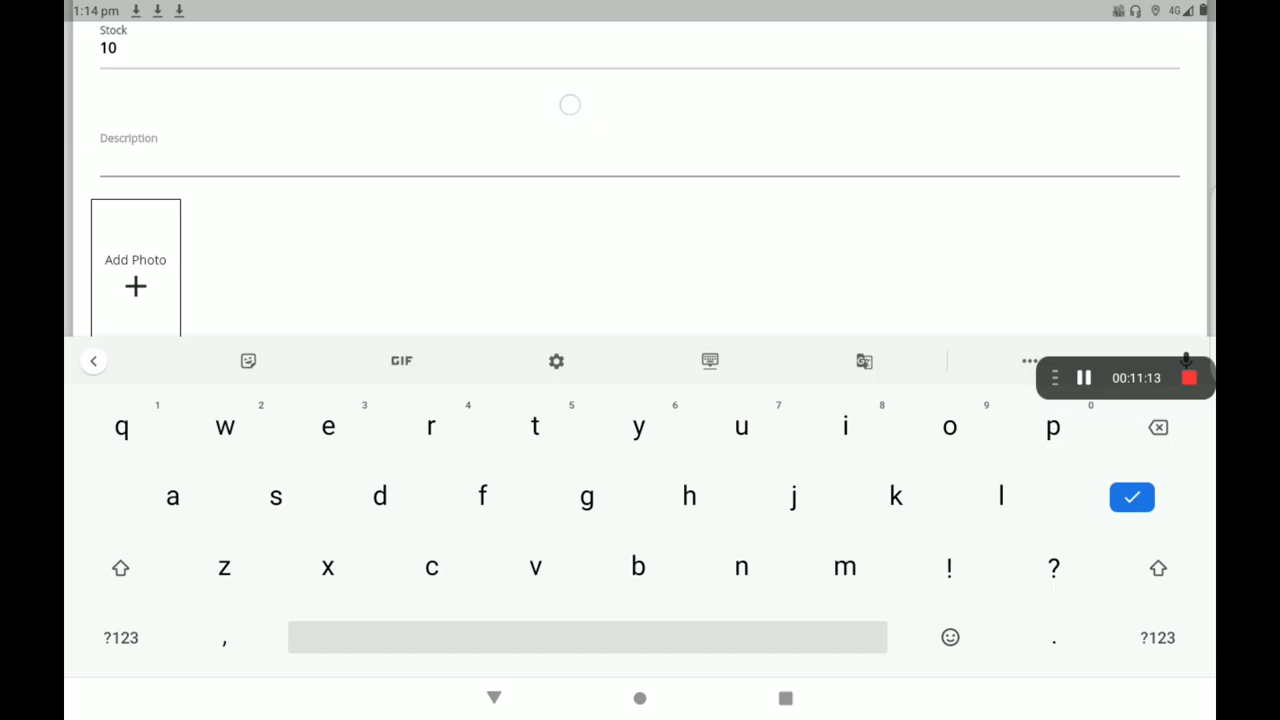 1:14 pm
4G
Stock
10
Description
Add Photo
GIF
00:11:13
1 2 3 4 5 6 7 8 9 0
q w e r t y u i o p
a s d f g h j k l
z x c v b n m ! ?
?123 , . ?123